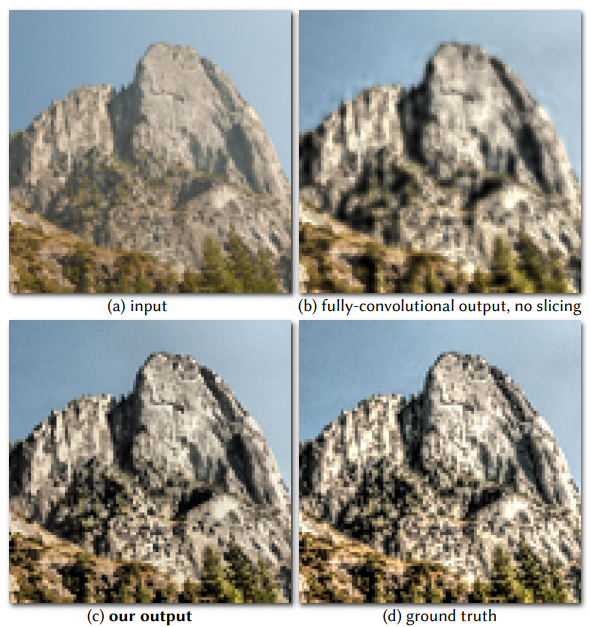 (a) input
(b) fully-convolutional output, no slicing
(c) our output
(d) ground truth